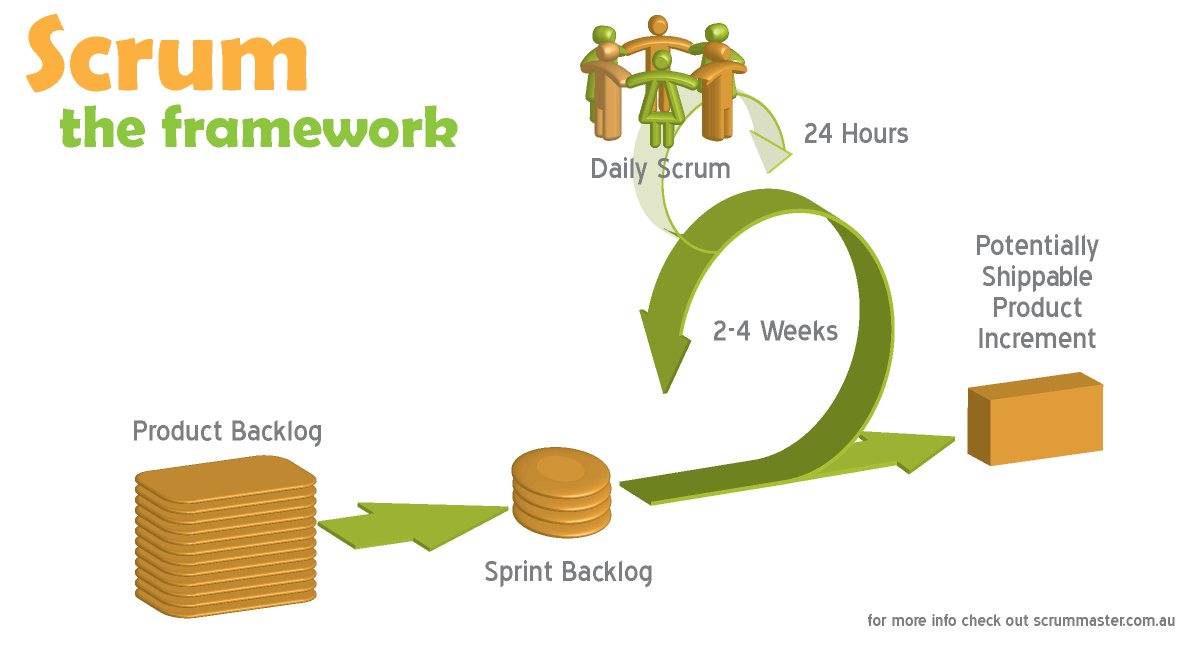 Scrum
the framework
24 Hours
Daily Scrum
Potentially
Shippable
Product
Increment
2-4 Weeks
Product Backlog
Sprint Backlog
for more info check out scrummaster.com.au